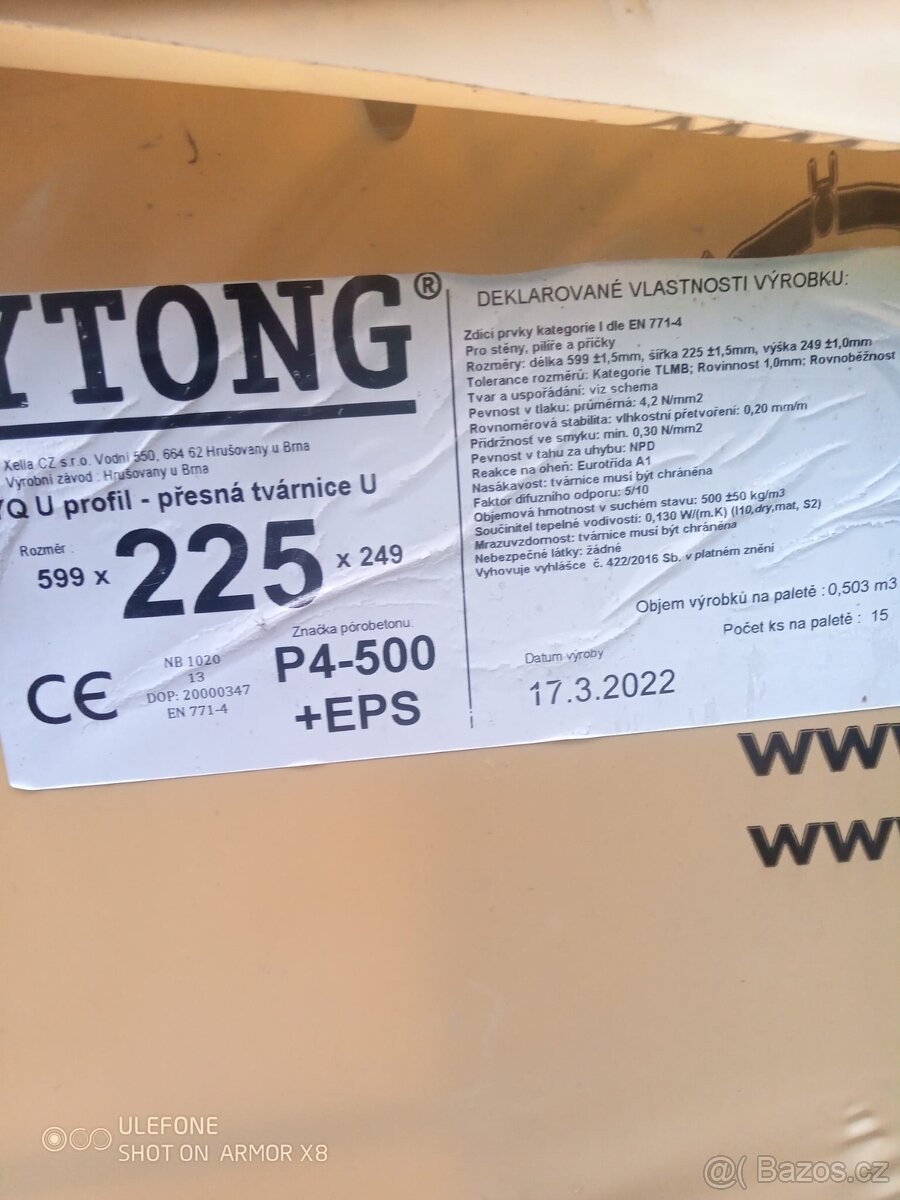 YTONG®
Xella CZ s.r.o. Vodní 550, 664 62 Hrušovany u Brna
Výrobní závod : Hrušovany u Brna
YQ U profil - přesná tvárnice U
Rozměr :
599 x 225 x 249
Značka pórobetonu:
P4-500
+EPS
CE
NB 1020
13
DOP: 20000347
EN 771-4
DEKLAROVANÉ VLASTNOSTI VÝROBKU:
Zdicí prvky kategorie I dle EN 771-4
Pro stěny, pilíře a příčky
Rozměry: délka 599 ±1,5mm, šířka 225 ±1,5mm, výška 249 ±1,0mm
Tolerance rozměrů: Kategorie TLMB; Rovinnost 1,0mm; Rovnoběžnost
Tvar a uspořádání: viz schema
Pevnost v tlaku: průměrná: 4,2 N/mm2
Rovnoměrová stabilita: vlhkostní přetvoření: 0,20 mm/m
Přídržnost ve smyku: min. 0,30 N/mm2
Pevnost v tahu za uhybu: NPD
Reakce na oheň: Eurotřída A1
Nasákavost: tvárnice musí být chráněna
Faktor difuzního odporu: 5/10
Objemová hmotnost v suchém stavu: 500 ±50 kg/m3
Součinitel tepelné vodivosti: 0,130 W/(m.K) (l10,dry,mat, S2)
Mrazuvzdornost: tvárnice musí být chráněna
Nebezpečné látky: žádné
Vyhovuje vyhlášce č. 422/2016 Sb. v platném znění
Objem výrobků na paletě : 0,503 m3
Počet ks na paletě : 15
Datum výroby
17.3.2022
www
www
ULEFONE
SHOT ON ARMOR X8
@( Bazos.cz